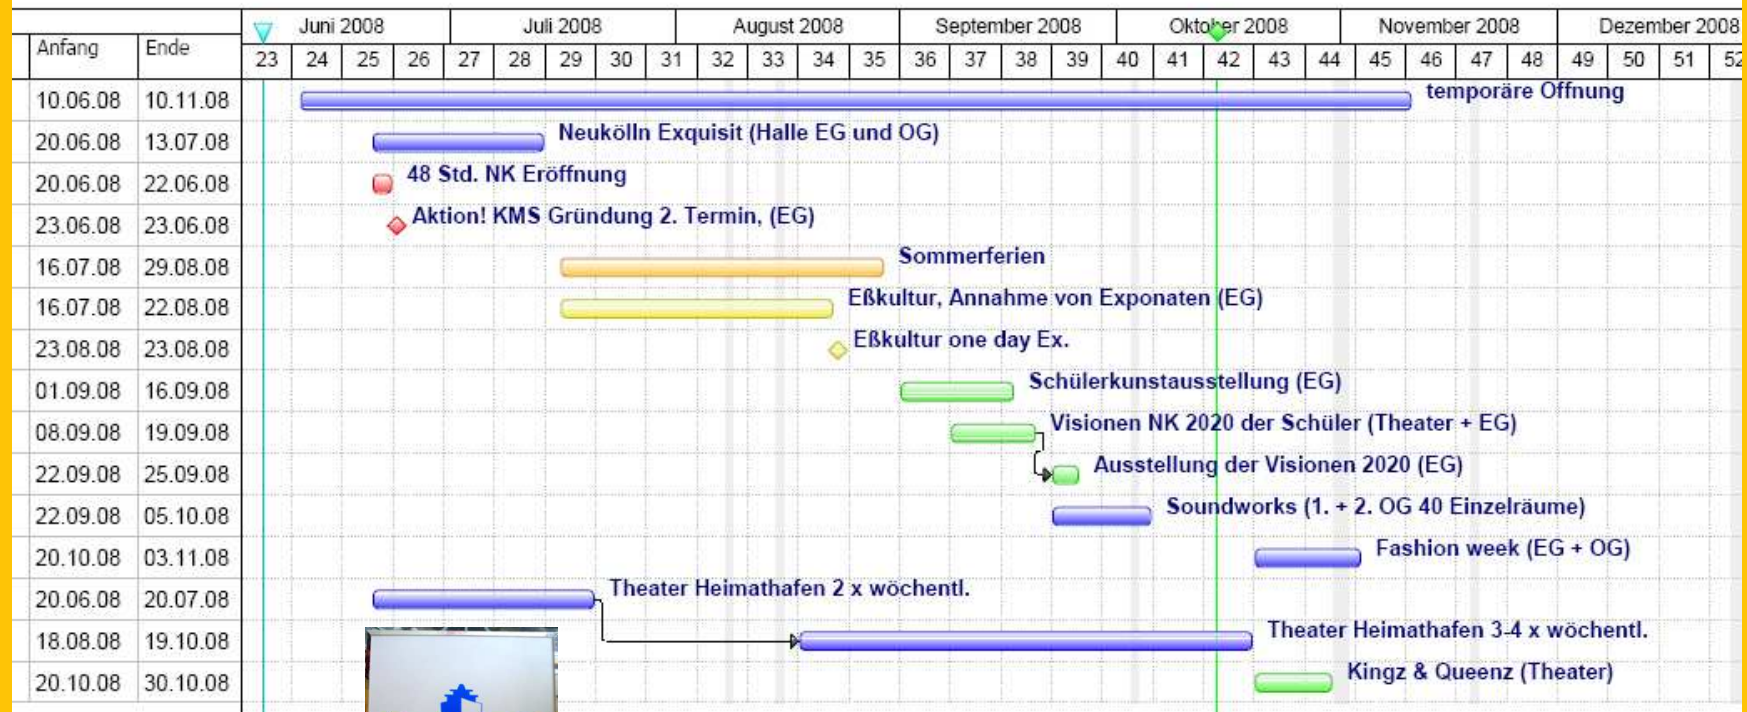 Juni 2008 Juli 2008 August 2008 September 2008 Oktober 2008 November 2008 Dezember 2008
Anfang Ende 23 24 25 26 27 28 29 30 31 32 33 34 35 36 37 38 39 40 41 42 43 44 45 46 47 48 49 50 51 52
10.06.08 10.11.08 temporäre Offnung
20.06.08 13.07.08 Neukölln Exquisit (Halle EG und OG)
20.06.08 22.06.08 48 Std. NK Eröffnung
23.06.08 23.06.08 Aktion! KMS Gründung 2. Termin, (EG)
16.07.08 29.08.08 Sommerferien
16.07.08 22.08.08 Eßkultur, Annahme von Exponaten (EG)
23.08.08 23.08.08 Eßkultur one day Ex.
01.09.08 16.09.08 Schülerkunstausstellung (EG)
08.09.08 19.09.08 Visionen NK 2020 der Schüler (Theater + EG)
22.09.08 25.09.08 Ausstellung der Visionen 2020 (EG)
22.09.08 05.10.08 Soundworks (1. + 2. OG 40 Einzelräume)
20.10.08 03.11.08 Fashion week (EG + OG)
20.06.08 20.07.08 Theater Heimathafen 2 x wöchentl.
18.08.08 19.10.08 Theater Heimathafen 3-4 x wöchentl.
20.10.08 30.10.08 Kingz & Queenz (Theater)